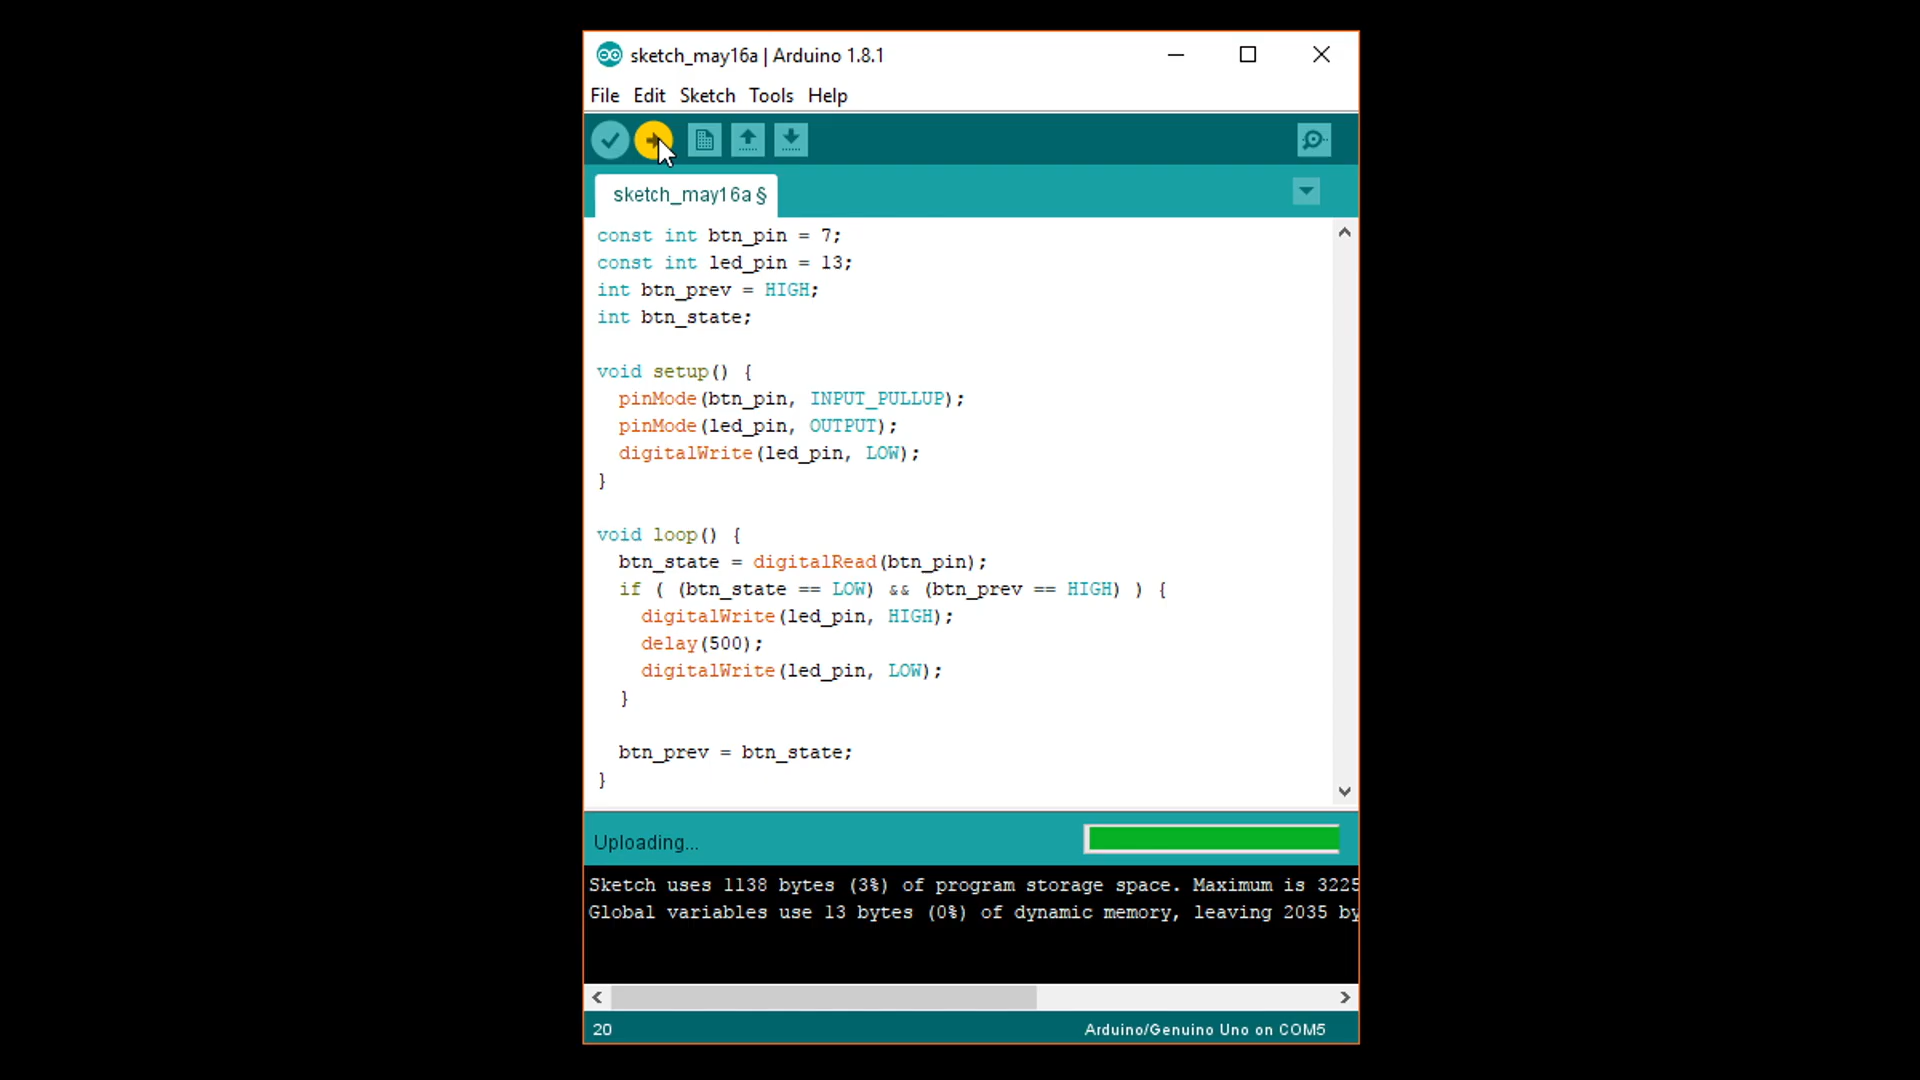 sketch_may16a | Arduino 1.8.1
File Edit Sketch Tools Help
sketch_may16a §
const int btn_pin = 7;
const int led_pin = 13;
int btn_prev = HIGH;
int btn_state;
void setup() {
  pinMode(btn_pin, INPUT_PULLUP);
  pinMode(led_pin, OUTPUT);
  digitalWrite(led_pin, LOW);
}
void loop() {
  btn_state = digitalRead(btn_pin);
  if ( (btn_state == LOW) && (btn_prev == HIGH) ) {
    digitalWrite(led_pin, HIGH);
    delay(500);
    digitalWrite(led_pin, LOW);
  }
  btn_prev = btn_state;
}
Uploading...
Sketch uses 1138 bytes (3%) of program storage space. Maximum is 3225
Global variables use 13 bytes (0%) of dynamic memory, leaving 2035 by
20
Arduino/Genuino Uno on COM5